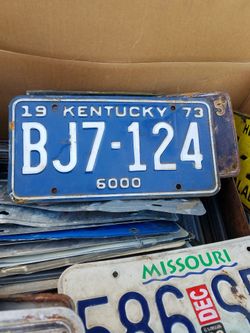 19 KENTUCKY 73
BJ7-124
6000
MISSOURI
586
DEC